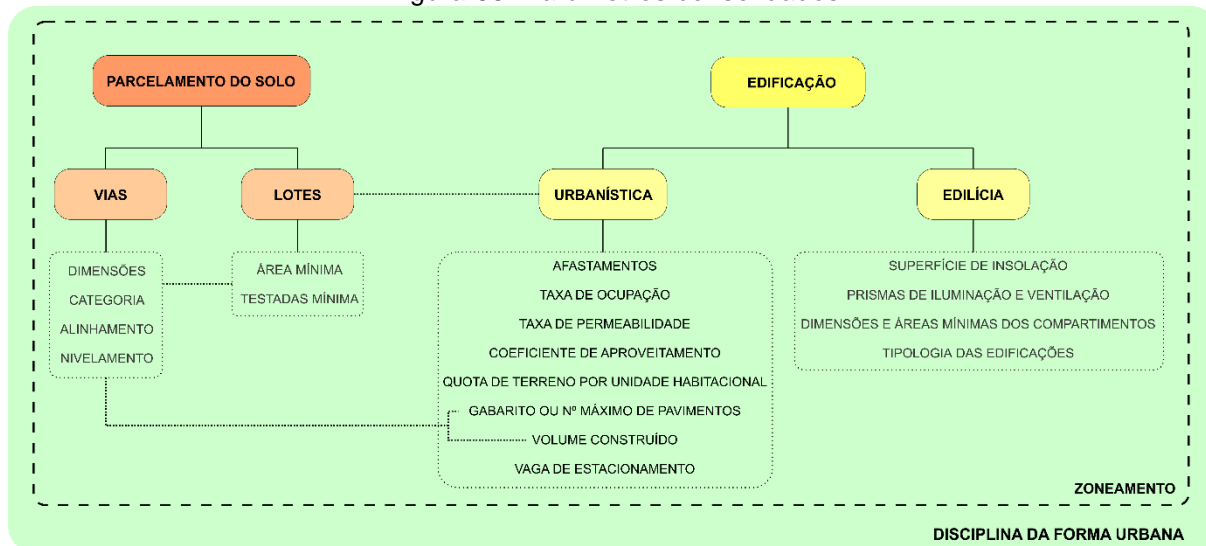 PARCELAMENTO DO SOLO
EDIFICAÇÃO
VIAS
LOTES
URBANÍSTICA
EDILÍCIA
DIMENSÕES
CATEGORIA
ALINHAMENTO
NIVELAMENTO
ÁREA MÍNIMA
TESTADAS MÍNIMA
AFASTAMENTOS
TAXA DE OCUPAÇÃO
TAXA DE PERMEABILIDADE
COEFICIENTE DE APROVEITAMENTO
QUOTA DE TERRENO POR UNIDADE HABITACIONAL
GABARITO OU Nº MÁXIMO DE PAVIMENTOS
VOLUME CONSTRUÍDO
VAGA DE ESTACIONAMENTO
SUPERFÍCIE DE INSOLAÇÃO
PRISMAS DE ILUMINAÇÃO E VENTILAÇÃO
DIMENSÕES E ÁREAS MÍNIMAS DOS COMPARTIMENTOS
TIPOLOGIA DAS EDIFICAÇÕES
ZONEAMENTO
DISCIPLINA DA FORMA URBANA